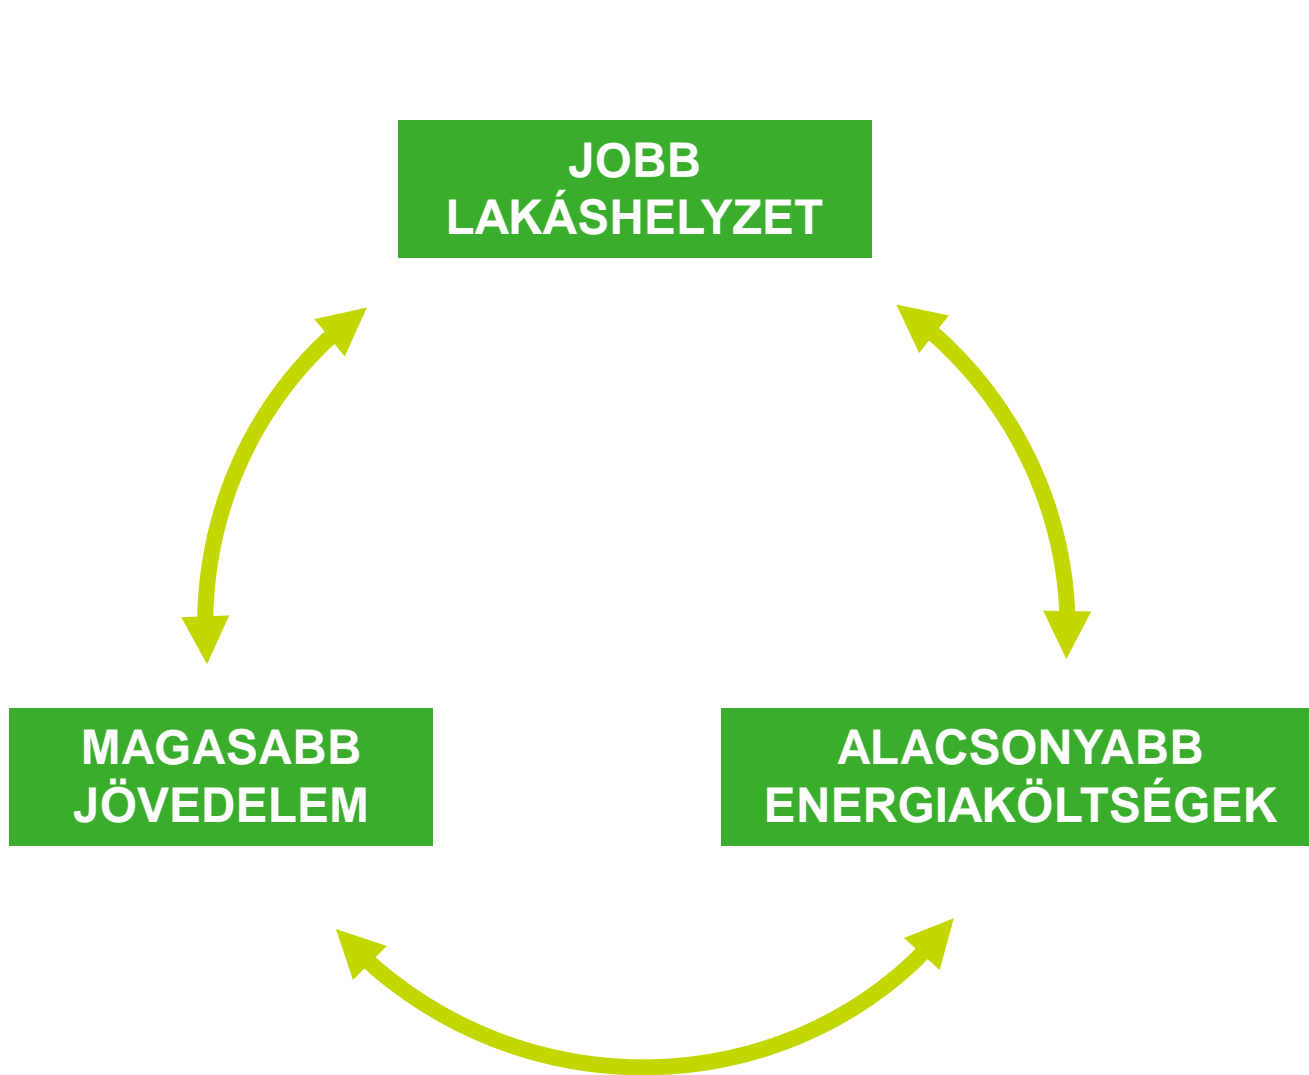 JOBB
LAKÁSHELYZET
MAGASABB
JÖVEDELEM
ALACSONYABB
ENERGIAKÖLTSÉGEK